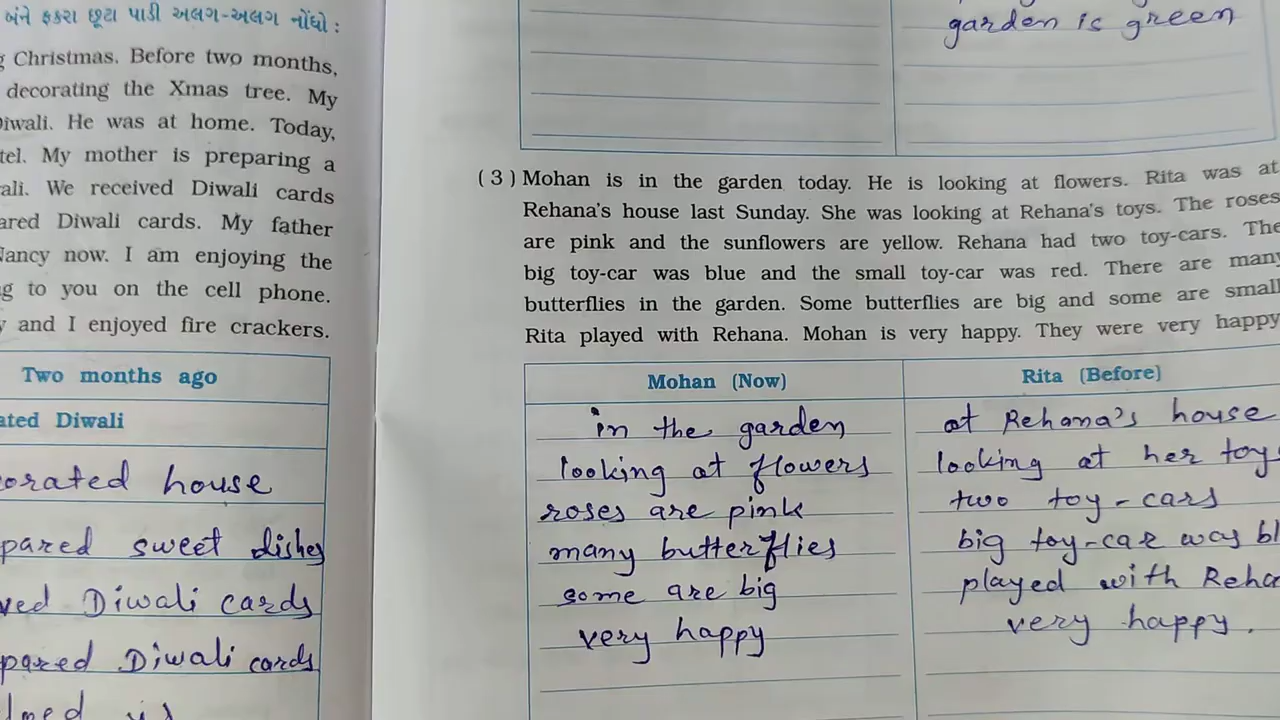 બંને ફકરા છૂટા પાડી અલગ-અલગ નોંધો :
Christmas. Before two months,
decorating the Xmas tree. My
Diwali. He was at home. Today,
My mother is preparing a
We received Diwali cards
Diwali cards. My father
Nancy now. I am enjoying the
to you on the cell phone.
and I enjoyed fire crackers.
Two months ago
Diwali
house
sweet dishes
Diwali cards
Diwali cards
garden is green
(3) Mohan is in the garden today. He is looking at flowers. Rita was at
Rehana's house last Sunday. She was looking at Rehana's toys. The roses
are pink and the sunflowers are yellow. Rehana had two toy-cars. The
big toy-car was blue and the small toy-car was red. There are many
butterflies in the garden. Some butterflies are big and some are small
Rita played with Rehana. Mohan is very happy. They were very happy
Mohan (Now) Rita (Before)
in the garden at Rehana's house
looking at flowers looking at her toys
roses are pink two toy-cars
many butterflies big toy-car was bl
some are big played with Reha
very happy very happy.